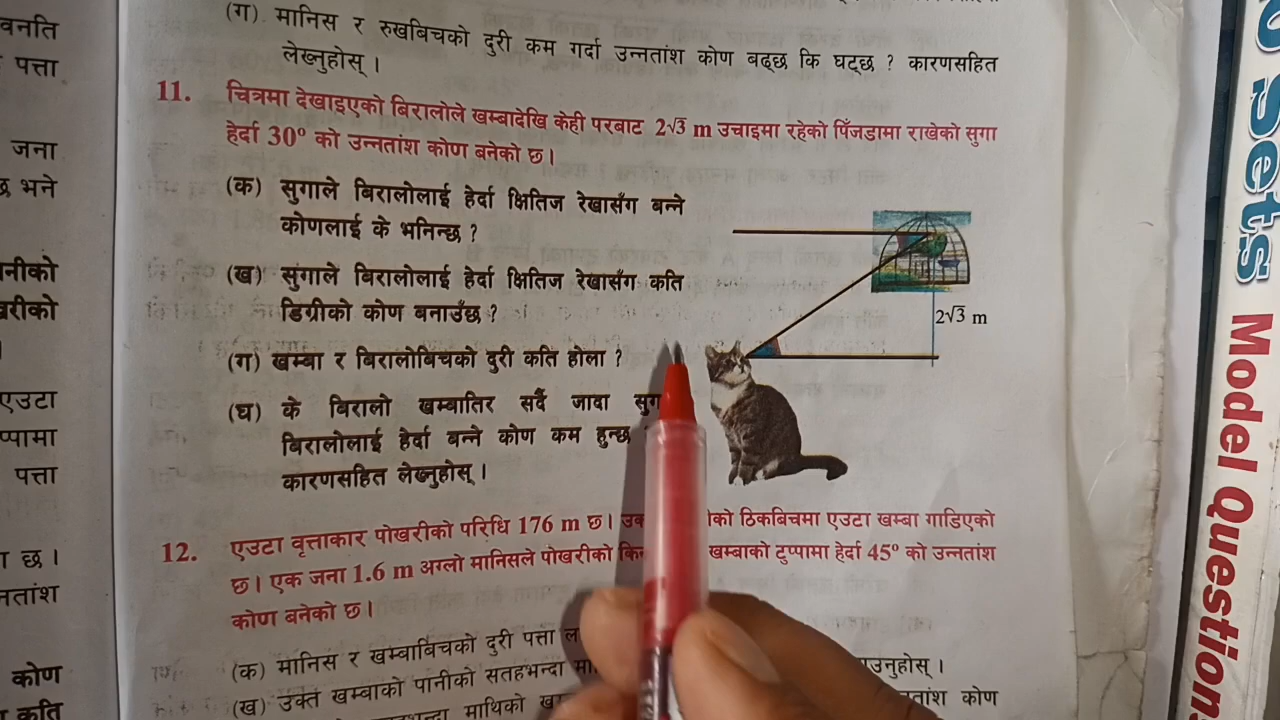 (ग) मानिस र रुखबिचको दुरी कम गर्दा उन्नतांश कोण बढ्छ कि घट्छ ? कारणसहित
लेख्नुहोस् ।
11. चित्रमा देखाइएको बिरालोले खम्बादेखि केही परबाट 2√3 m उचाइमा रहेको पिँजडामा राखेको सुगा
हेर्दा 30° को उन्नतांश कोण बनेको छ ।
(क) सुगाले बिरालोलाई हेर्दा क्षितिज रेखासँग बन्ने
कोणलाई के भनिन्छ ?
(ख) सुगाले बिरालोलाई हेर्दा क्षितिज रेखासँग कति
डिग्रीको कोण बनाउँछ ?
(ग) खम्बा र बिरालोबिचको दुरी कति होला ?
(घ) के बिरालो खम्बातिर सर्दै जादा
बिरालोलाई हेर्दा बन्ने कोण कम हुन्छ
कारणसहित लेख्नुहोस् ।
2√3 m
12. एउटा वृत्ताकार पोखरीको परिधि 176 m छ । ठिकबिचमा एउटा खम्बा गाडिएको
छ । एक जना 1.6 m अग्लो मानिसले पोखरीको खम्बाको टुप्पामा हेर्दा 45° को उन्नतांश
कोण बनेको छ ।
(क) मानिस र खम्बाबिचको दुरी पत्ता
(ख) उक्त खम्बाको पानीको सतहभन्दा
माथिको
कोण
वनति
पत्ता
जना
छ भने
एउटा
पत्ता
छ ।
कोण
कति
Sets Model Question